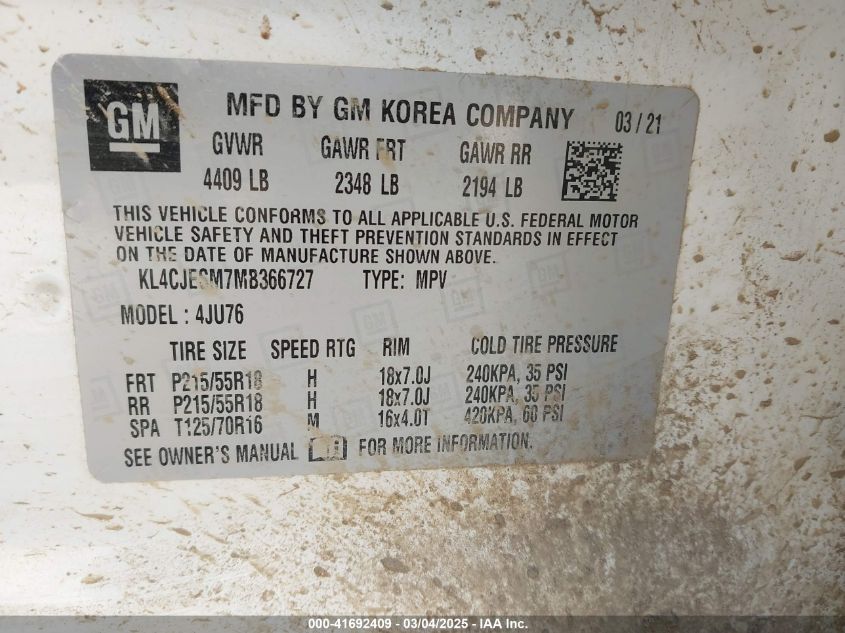 GM
MFD BY GM KOREA COMPANY 03/21
GVWR GAWR FRT GAWR RR
4409 LB 2348 LB 2194 LB
THIS VEHICLE CONFORMS TO ALL APPLICABLE U.S. FEDERAL MOTOR
VEHICLE SAFETY AND THEFT PREVENTION STANDARDS IN EFFECT
ON THE DATE OF MANUFACTURE SHOWN ABOVE.
TYPE: MPV
MODEL : 4JU76
TIRE SIZE SPEED RTG RIM COLD TIRE PRESSURE
FRT P215/55R18 H 18x7.0J 240KPA, 35 PSI
RR P215/55R18 H 18x7.0J 240KPA, 35 PSI
SPA T125/70R16 M 16x4.0T 420KPA, 60 PSI
SEE OWNER'S MANUAL FOR MORE INFORMATION.
000-41692409 - 03/04/2025 - IAA Inc.